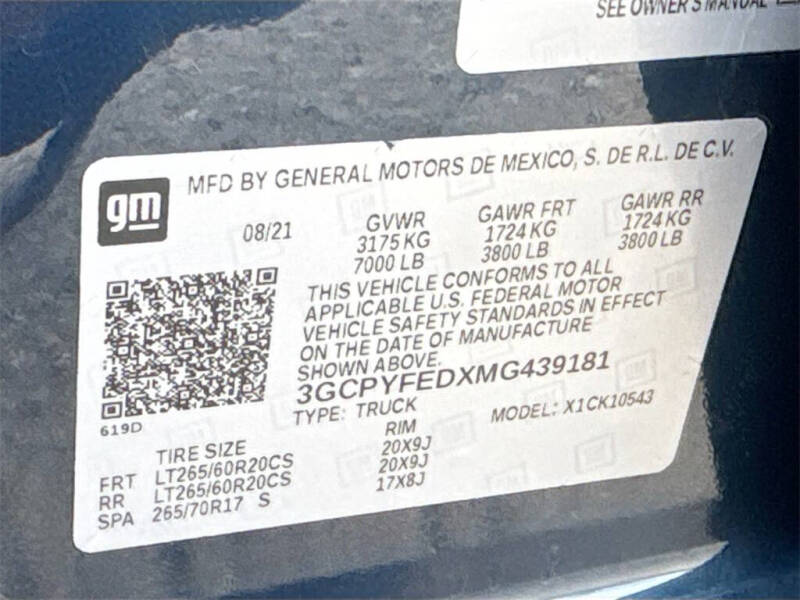 SEE OWNER'S MANUAL
gm
MFD BY GENERAL MOTORS DE MEXICO, S. DE R.L. DE C.V.
08/21
GVWR GAWR FRT GAWR RR
3175 KG 1724 KG 1724 KG
7000 LB 3800 LB 3800 LB
THIS VEHICLE CONFORMS TO ALL
APPLICABLE U.S. FEDERAL MOTOR
VEHICLE SAFETY STANDARDS IN EFFECT
ON THE DATE OF MANUFACTURE
SHOWN ABOVE.
3GCPYFEDXMG439181
TYPE: TRUCK MODEL: X1CK10543
619D
TIRE SIZE RIM
FRT LT265/60R20CS 20X9J
RR LT265/60R20CS 20X9J
SPA 265/70R17 S 17X8J